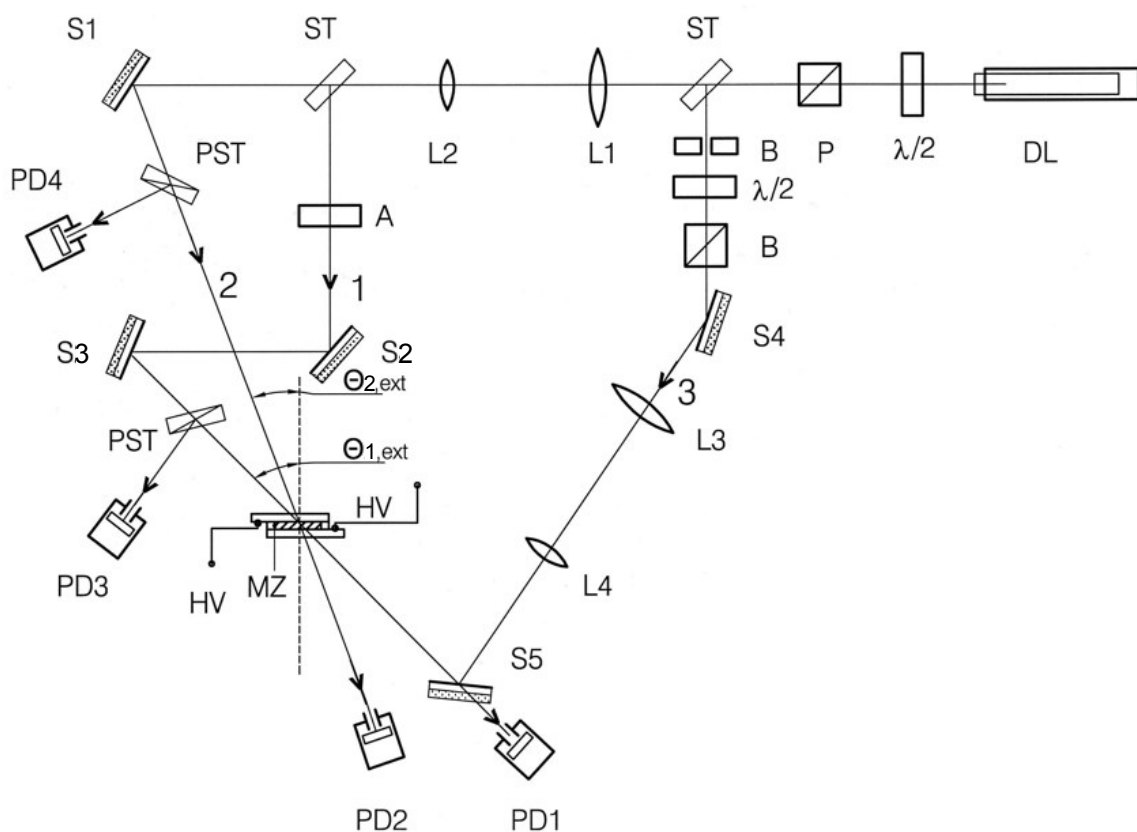 S1
ST
ST
L2
L1
B
P
λ/2
DL
PST
PD4
λ/2
A
B
2
1
S3
S2
S4
Θ2,ext
3
L3
PST
Θ1,ext
HV
PD3
HV
MZ
L4
S5
PD2
PD1